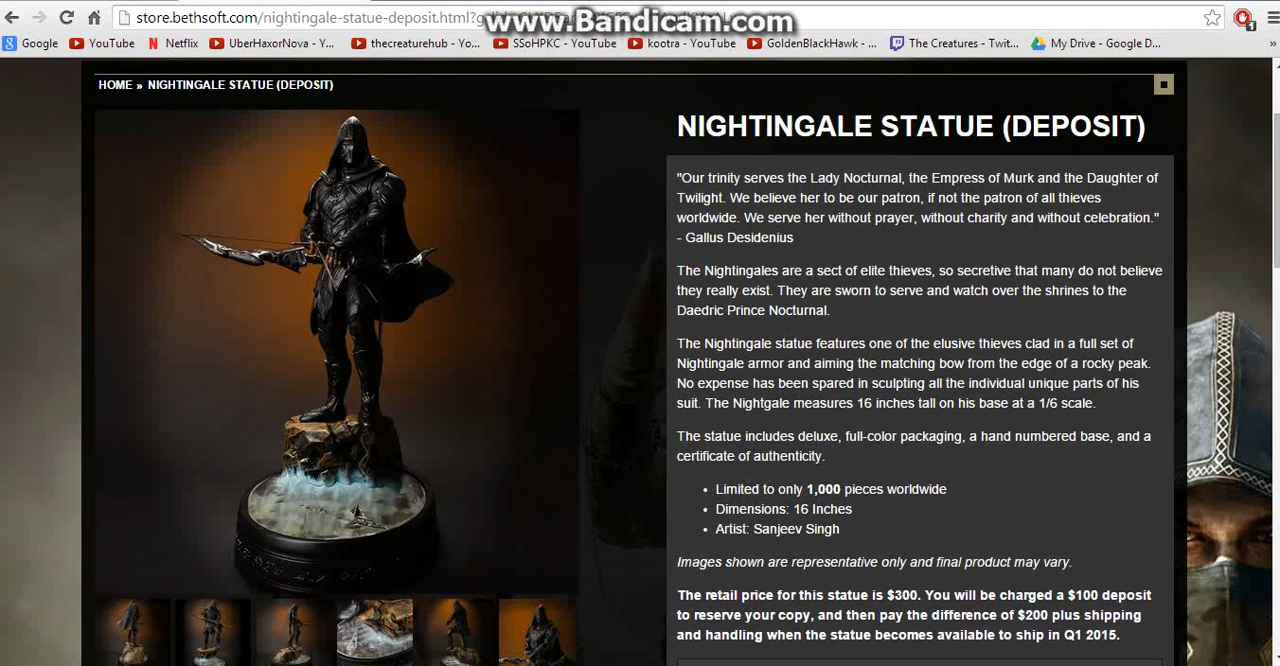 www.Bandicam.com
store.bethsoft.com/nightingale-statue-deposit.html?
Google YouTube Netflix UberHaxorNova - Y... thecreaturehub - Yo... SSoHPKC - YouTube kootra - YouTube GoldenBlackHawk - ... The Creatures - Twit... My Drive - Google D... »
HOME » NIGHTINGALE STATUE (DEPOSIT)
NIGHTINGALE STATUE (DEPOSIT)
"Our trinity serves the Lady Nocturnal, the Empress of Murk and the Daughter of
Twilight. We believe her to be our patron, if not the patron of all thieves
worldwide. We serve her without prayer, without charity and without celebration."
- Gallus Desidenius
The Nightingales are a sect of elite thieves, so secretive that many do not believe
they really exist. They are sworn to serve and watch over the shrines to the
Daedric Prince Nocturnal.
The Nightingale statue features one of the elusive thieves clad in a full set of
Nightingale armor and aiming the matching bow from the edge of a rocky peak.
No expense has been spared in sculpting all the individual unique parts of his
suit. The Nightgale measures 16 inches tall on his base at a 1/6 scale.
The statue includes deluxe, full-color packaging, a hand numbered base, and a
certificate of authenticity.
• Limited to only 1,000 pieces worldwide
• Dimensions: 16 Inches
• Artist: Sanjeev Singh
Images shown are representative only and final product may vary.
The retail price for this statue is $300. You will be charged a $100 deposit
to reserve your copy, and then pay the difference of $200 plus shipping
and handling when the statue becomes available to ship in Q1 2015.